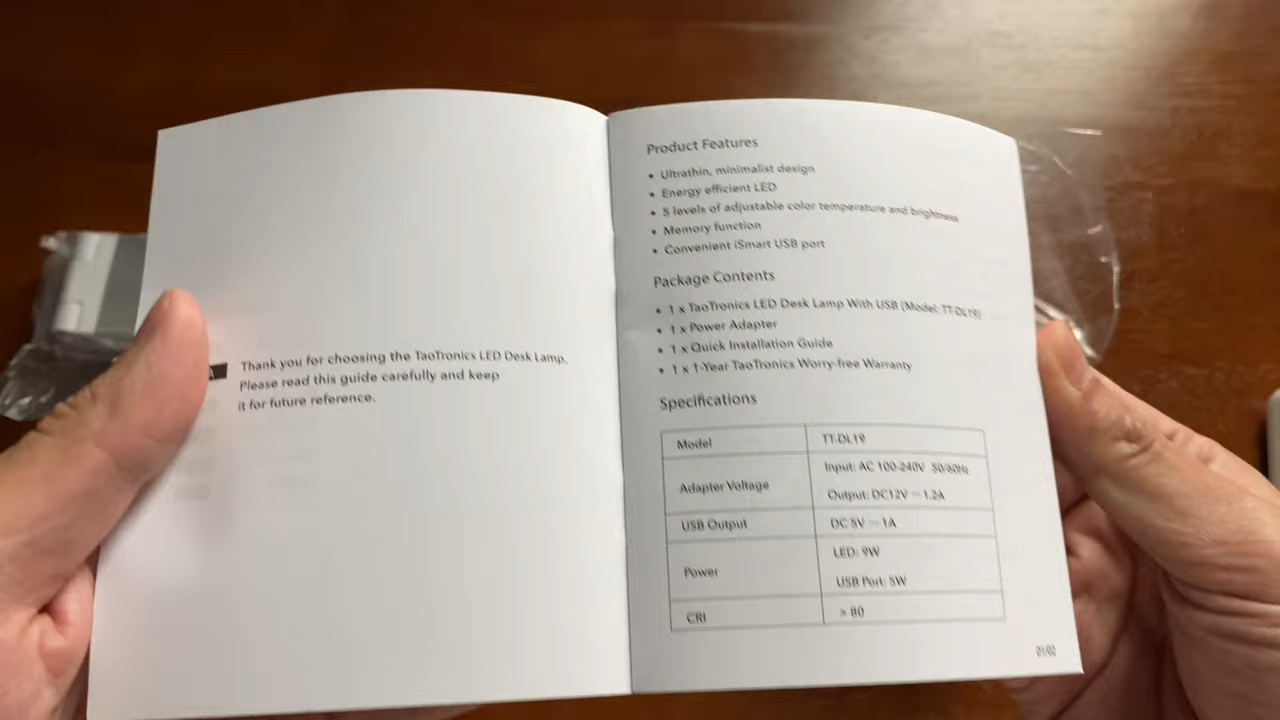 Thank you for choosing the TaoTronics LED Desk Lamp.
Please read this guide carefully and keep
it for future reference.
Product Features
• Ultrathin, minimalist design
• Energy efficient LED
• 5 levels of adjustable color temperature and brightness
• Memory function
• Convenient iSmart USB port
Package Contents
• 1 x TaoTronics LED Desk Lamp With USB (Model: TT-DL19)
• 1 x Power Adapter
• 1 x Quick Installation Guide
• 1 x 1-Year TaoTronics Worry-free Warranty
Specifications
Model TT-DL19
Adapter Voltage Input: AC 100-240V 50/60Hz
Output: DC12V ⎓ 1.2A
USB Output DC 5V ⎓ 1A
Power LED: 9W
USB Port: 5W
CRI > 80
01/02